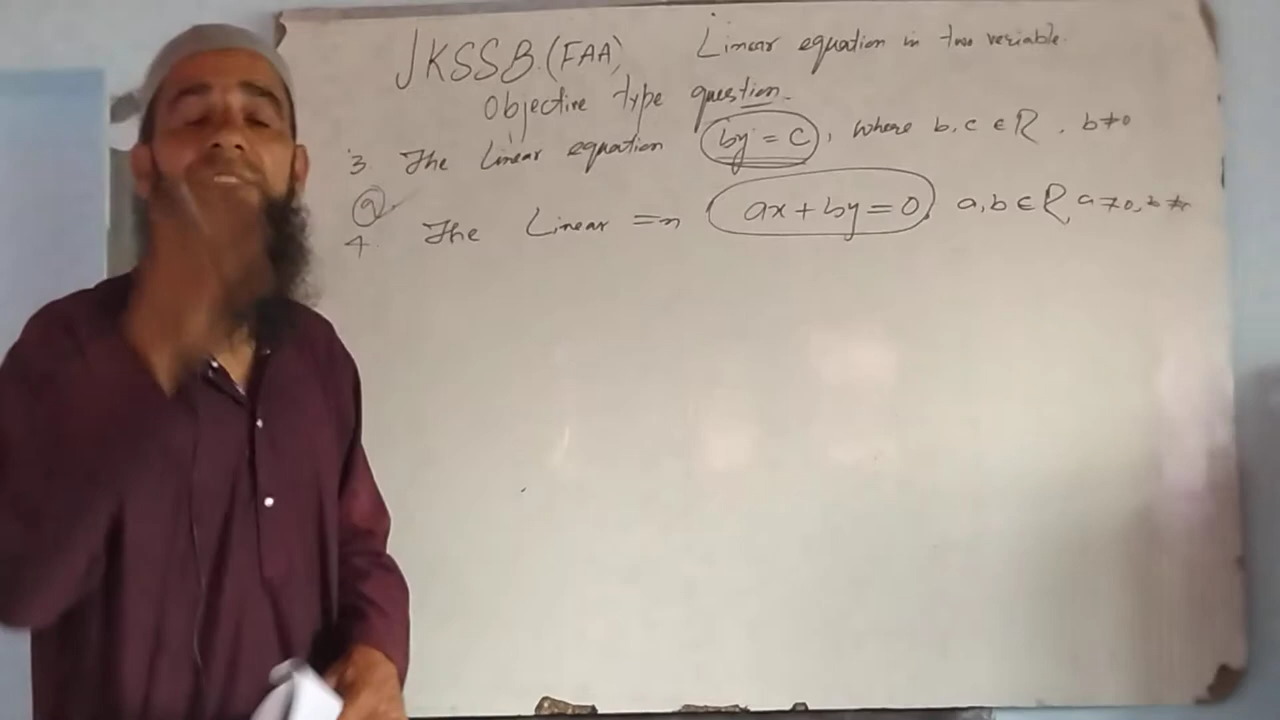 JKSSB (FAA) Linear equation in two veriable.
Objective type question.
3. The Linear equation by = c, where b, c ∈ R, b≠0
a
4. The Linear =n ax + by = 0 a, b ∈ R a≠0, b ≠